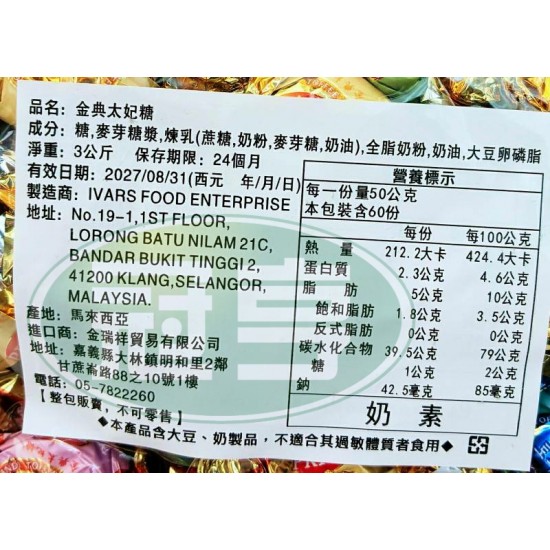 品名: 金典太妃糖
成分: 糖,麥芽糖漿,煉乳(蔗糖,奶粉,麥芽糖,奶油),全脂奶粉,奶油,大豆卵磷脂
淨重: 3公斤 保存期限: 24個月
有效日期: 2027/08/31(西元 年/月/日)
製造商: IVARS FOOD ENTERPRISE
地址: No.19-1,1ST FLOOR,
LORONG BATU NILAM 21C,
BANDAR BUKIT TINGGI 2,
41200 KLANG,SELANGOR,
MALAYSIA.
產地: 馬來西亞
進口商: 金瑞祥貿易有限公司
地址: 嘉義縣大林鎮明和里2鄰
甘蔗崙路88之10號1樓
電話: 05-7822260
【 整包販賣, 不可零售 】
營養標示
每一份量50公克
本包裝含60份
每份 每100公克
熱量 212.2大卡 424.4大卡
蛋白質 2.3公克 4.6公克
脂肪 5公克 10公克
飽和脂肪 1.8公克 3.5公克
反式脂肪 0公克 0公克
碳水化合物 39.5公克 79公克
糖 1公克 2公克
鈉 42.5毫克 85毫克
奶素
◆本產品含大豆、奶製品, 不適合其過敏體質者食用◆
冠亨